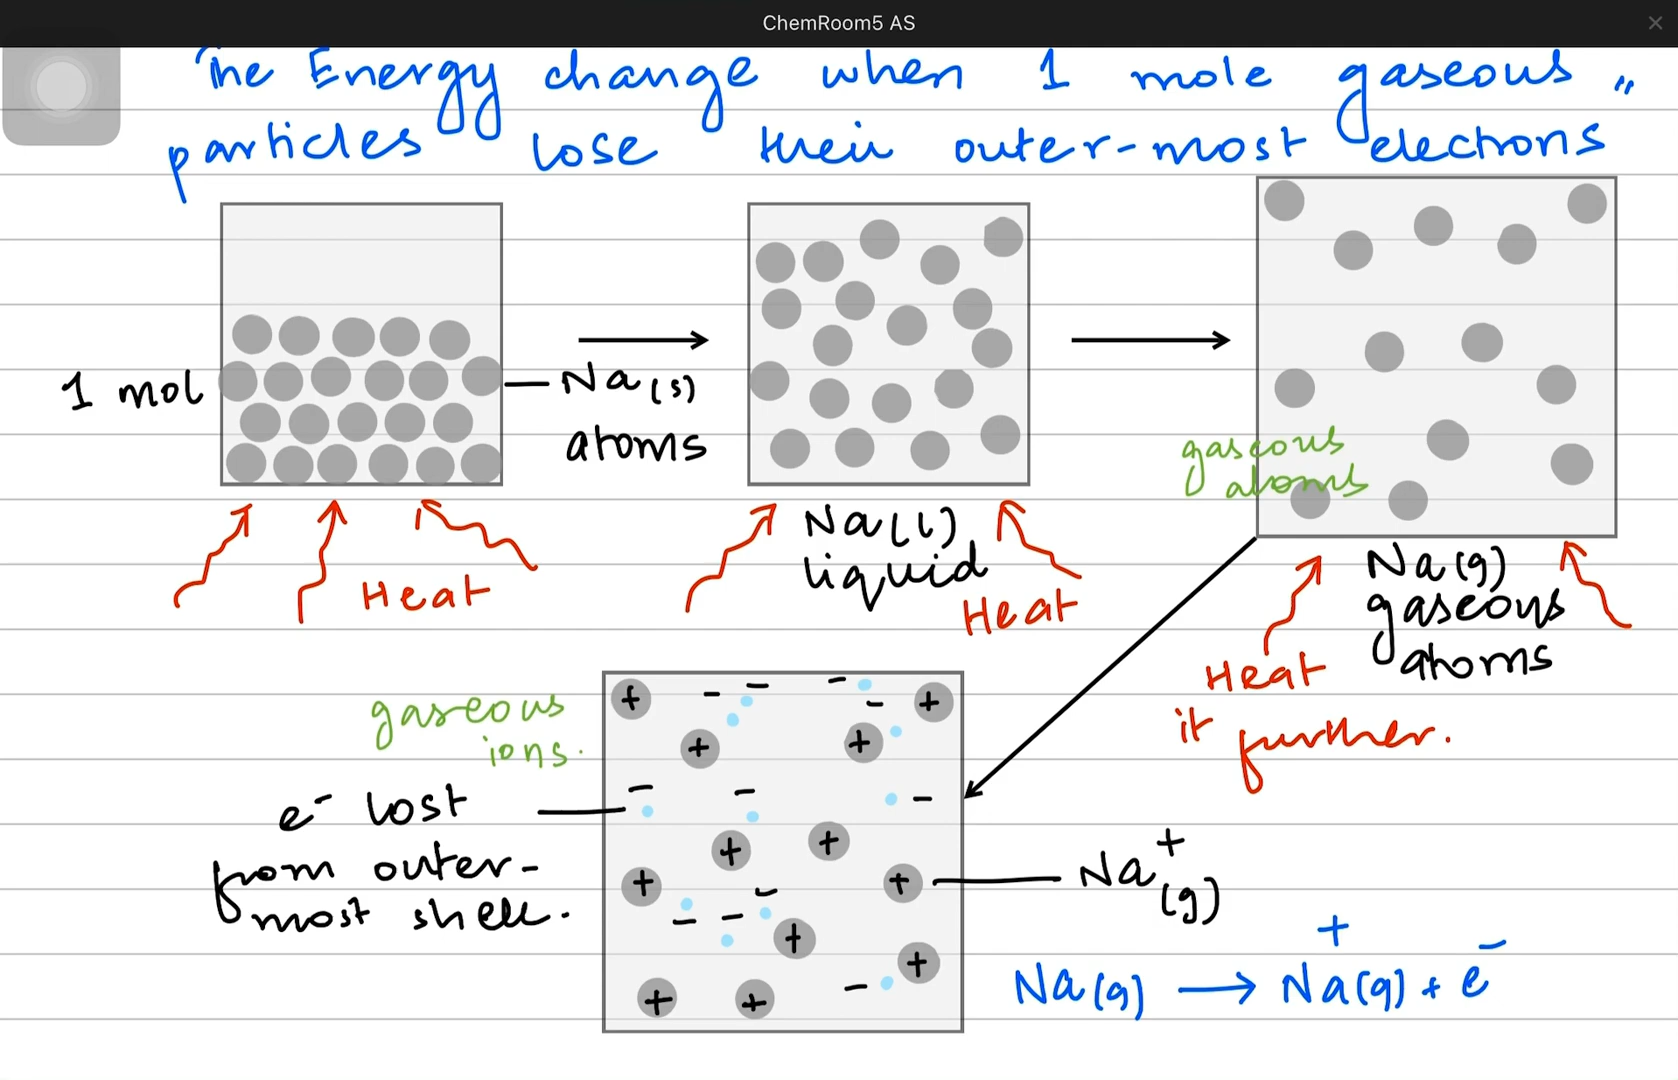 ChemRoom5 AS
The Energy change when 1 mole gaseous "
particles lose their outer-most electrons
1 mol
Na(s)
atoms
Heat
Na(l)
liquid
Heat
gaseous
atoms
Na(g)
gaseous
atoms
Heat
it further.
gaseous
ions.
e⁻ lost
from outer-
most shell.
+ - - - - +
+ +
- - -
+ +
+ +
- - -
+ +
+ + -
Na⁺(g)
Na(g) → Na⁺(g) + e⁻